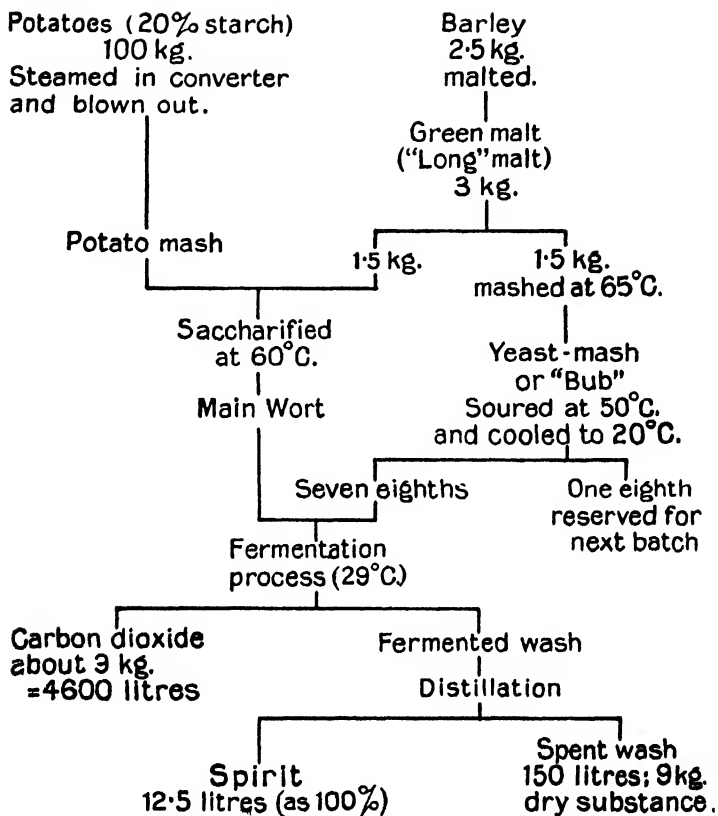 Potatoes (20% starch)
100 kg.
Steamed in converter
and blown out.
Barley
2·5 kg.
malted.
Green malt
("Long" malt)
3 kg.
Potato mash
1·5 kg.
1·5 kg.
mashed at 65°C.
Saccharified
at 60°C.
Main Wort
Yeast-mash
or "Bub"
Soured at 50°C.
and cooled to 20°C.
Seven eighths
One eighth
reserved for
next batch
Fermentation
process (29°C.)
Carbon dioxide
about 9 kg.
=4600 litres
Fermented wash
Distillation
Spirit
12·5 litres (as 100%)
Spent wash
150 litres; 9kg.
dry substance.